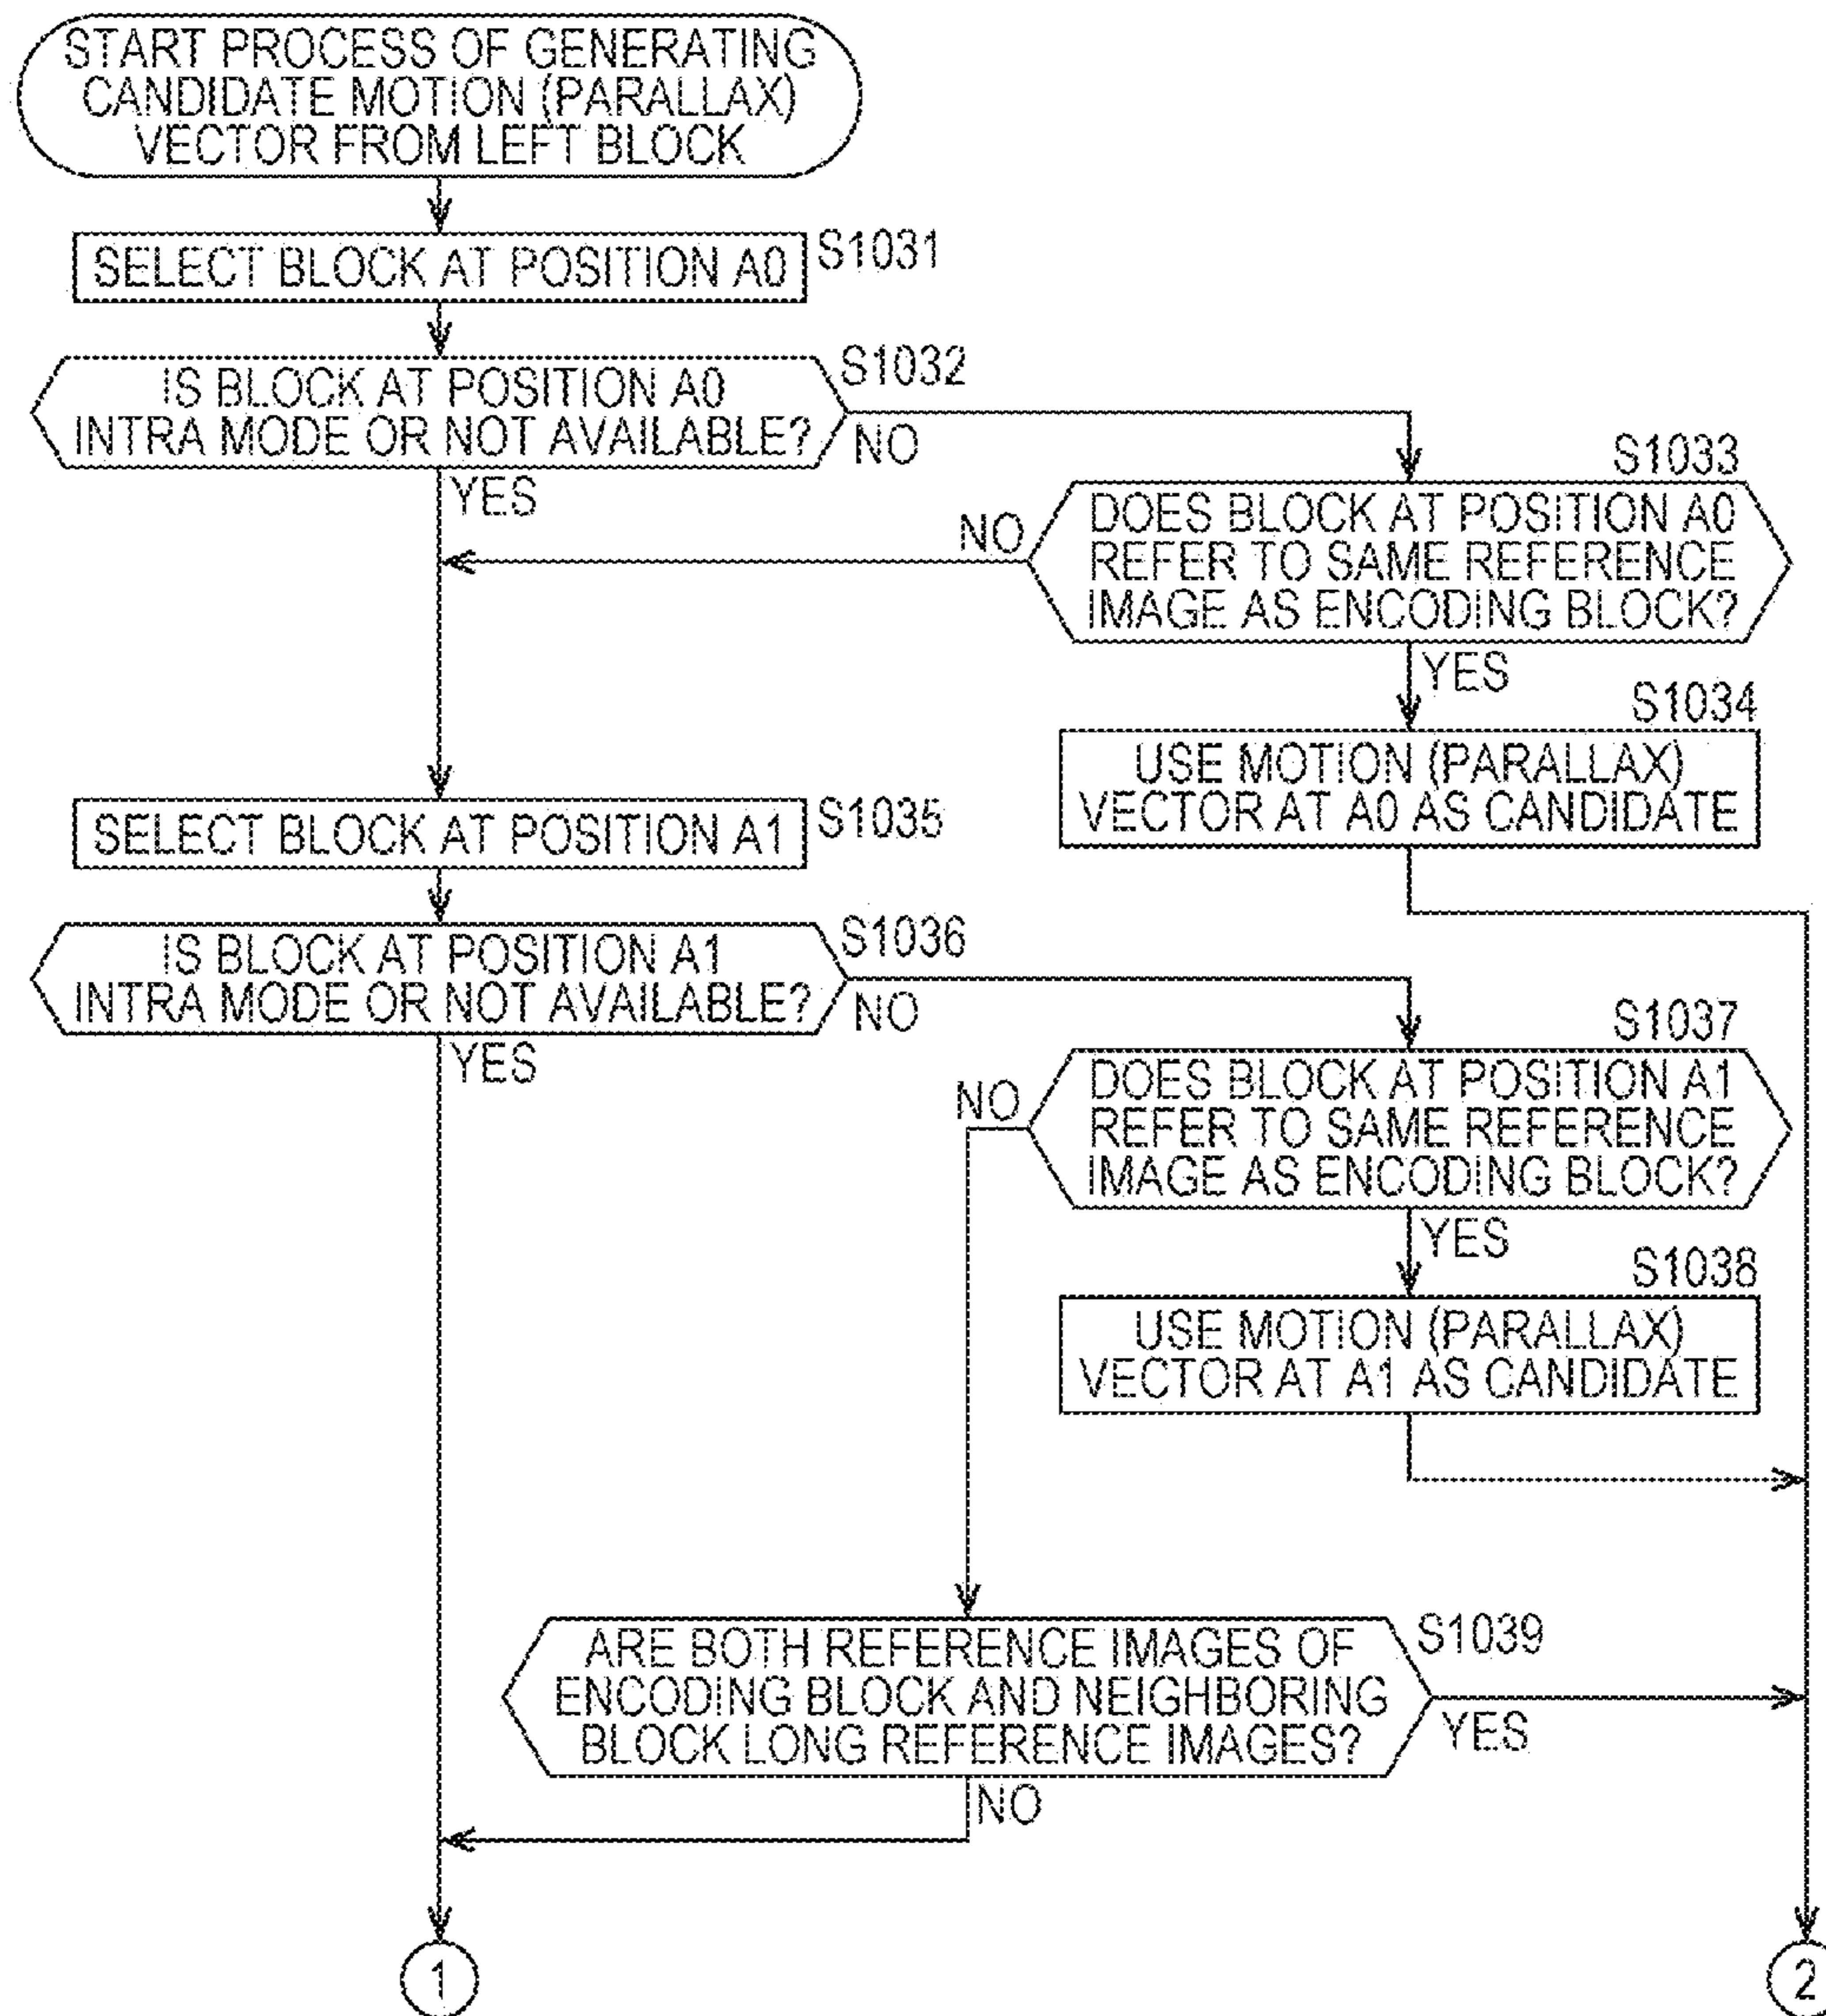 START PROCESS OF GENERATING
CANDIDATE MOTION (PARALLAX)
VECTOR FROM LEFT BLOCK
SELECT BLOCK AT POSITION A0
S1031
IS BLOCK AT POSITION A0
INTRA MODE OR NOT AVAILABLE?
S1032
NO
YES
S1033
DOES BLOCK AT POSITION A0
REFER TO SAME REFERENCE
IMAGE AS ENCODING BLOCK?
NO
YES
S1034
USE MOTION (PARALLAX)
VECTOR AT A0 AS CANDIDATE
SELECT BLOCK AT POSITION A1
S1035
IS BLOCK AT POSITION A1
INTRA MODE OR NOT AVAILABLE?
S1036
NO
YES
S1037
DOES BLOCK AT POSITION A1
REFER TO SAME REFERENCE
IMAGE AS ENCODING BLOCK?
NO
YES
S1038
USE MOTION (PARALLAX)
VECTOR AT A1 AS CANDIDATE
ARE BOTH REFERENCE IMAGES OF
ENCODING BLOCK AND NEIGHBORING
BLOCK LONG REFERENCE IMAGES?
S1039
YES
NO
1
2